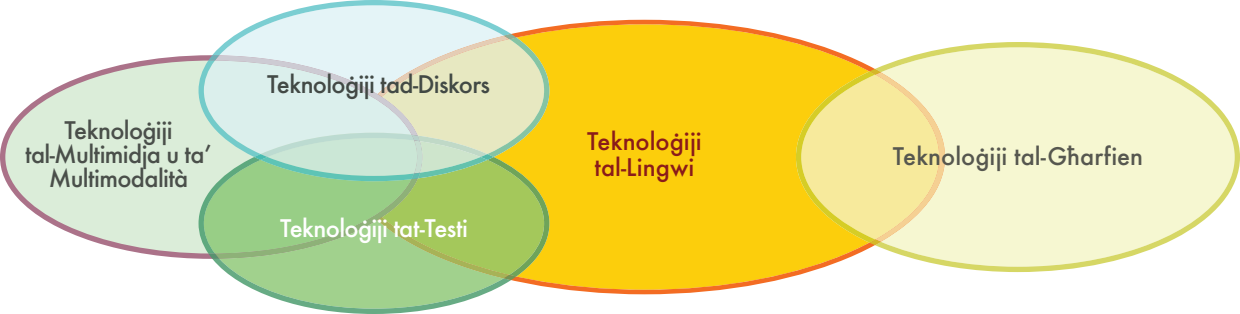 Teknoloġiji tad-Diskors
Teknoloġiji
tal-Multimidja u ta’
Multimodalità
Teknoloġiji tat-Testi
Teknoloġiji
tal-Lingwi
Teknoloġiji tal-Għarfien